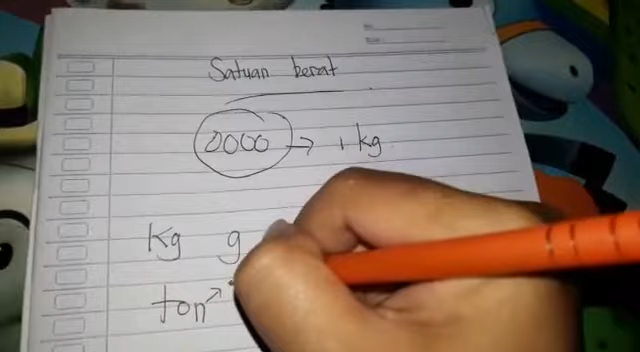 Satuan berat
0000 → 1 kg
Kg g
ton →